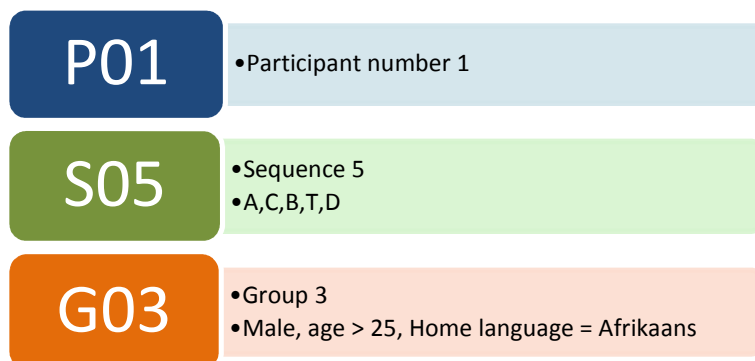 P01
•Participant number 1
S05
•Sequence 5
•A,C,B,T,D
G03
•Group 3
•Male, age > 25, Home language = Afrikaans